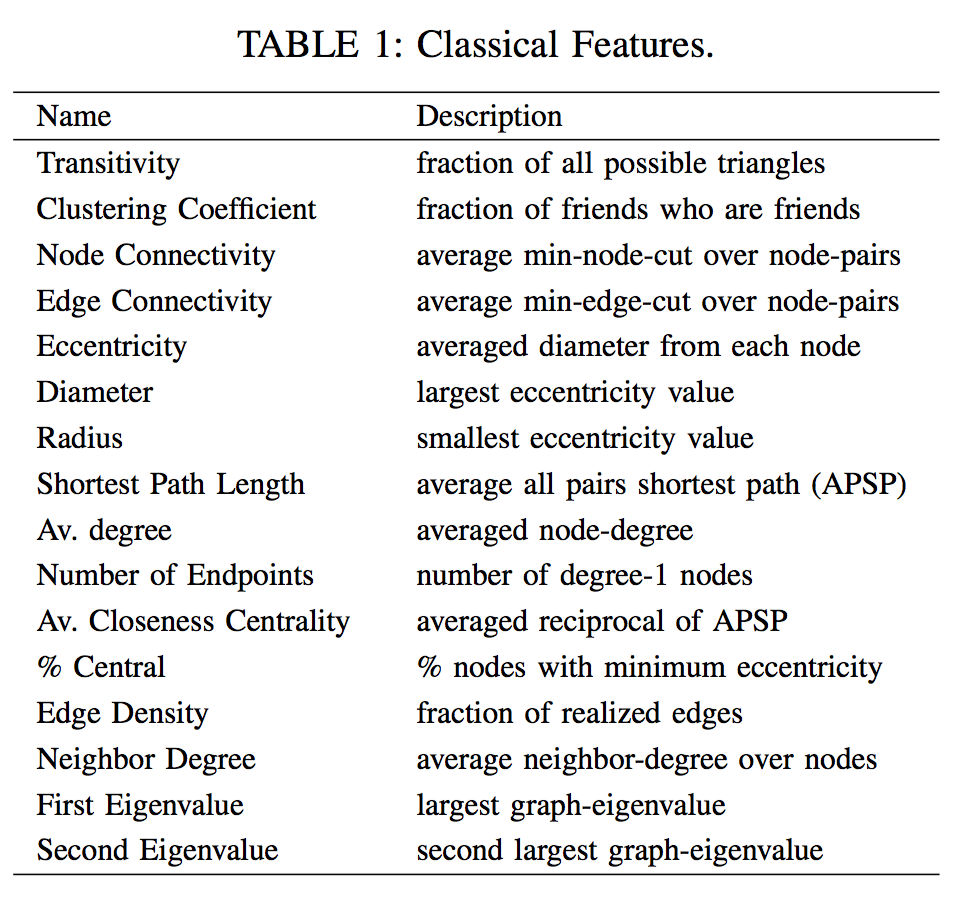 TABLE 1: Classical Features.
Name Description
Transitivity fraction of all possible triangles
Clustering Coefficient fraction of friends who are friends
Node Connectivity average min-node-cut over node-pairs
Edge Connectivity average min-edge-cut over node-pairs
Eccentricity averaged diameter from each node
Diameter largest eccentricity value
Radius smallest eccentricity value
Shortest Path Length average all pairs shortest path (APSP)
Av. degree averaged node-degree
Number of Endpoints number of degree-1 nodes
Av. Closeness Centrality averaged reciprocal of APSP
% Central % nodes with minimum eccentricity
Edge Density fraction of realized edges
Neighbor Degree average neighbor-degree over nodes
First Eigenvalue largest graph-eigenvalue
Second Eigenvalue second largest graph-eigenvalue